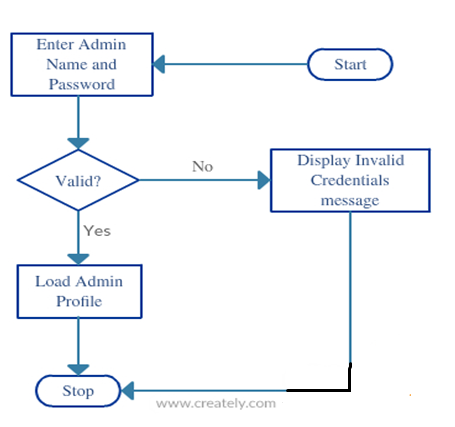 Start
Enter Admin
Name and
Password
Valid?
No
Display Invalid
Credentials
message
Yes
Load Admin
Profile
Stop
www.creately.com